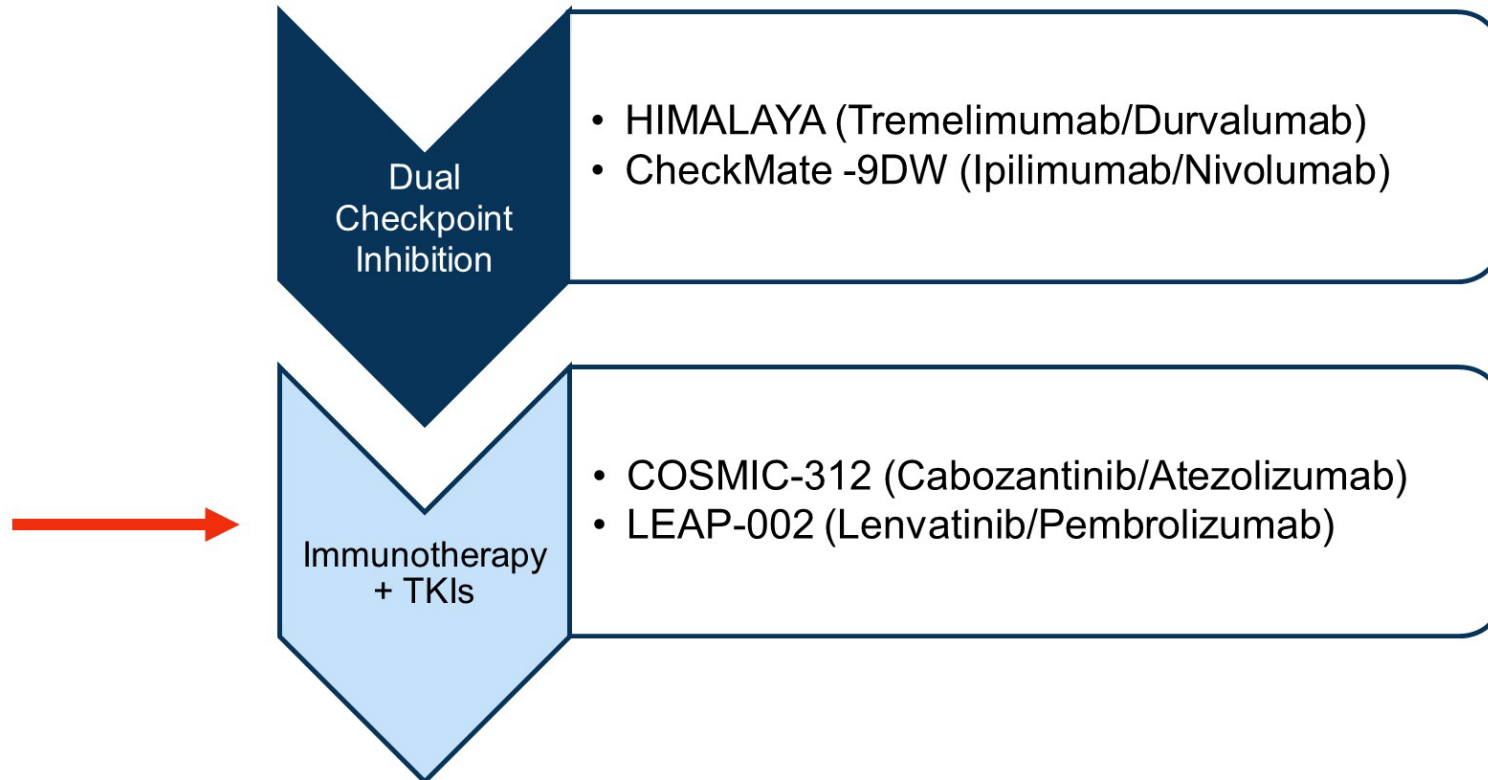 Dual
Checkpoint
Inhibition
• HIMALAYA (Tremelimumab/Durvalumab)
• CheckMate -9DW (Ipilimumab/Nivolumab)
Immunotherapy
+ TKIs
• COSMIC-312 (Cabozantinib/Atezolizumab)
• LEAP-002 (Lenvatinib/Pembrolizumab)